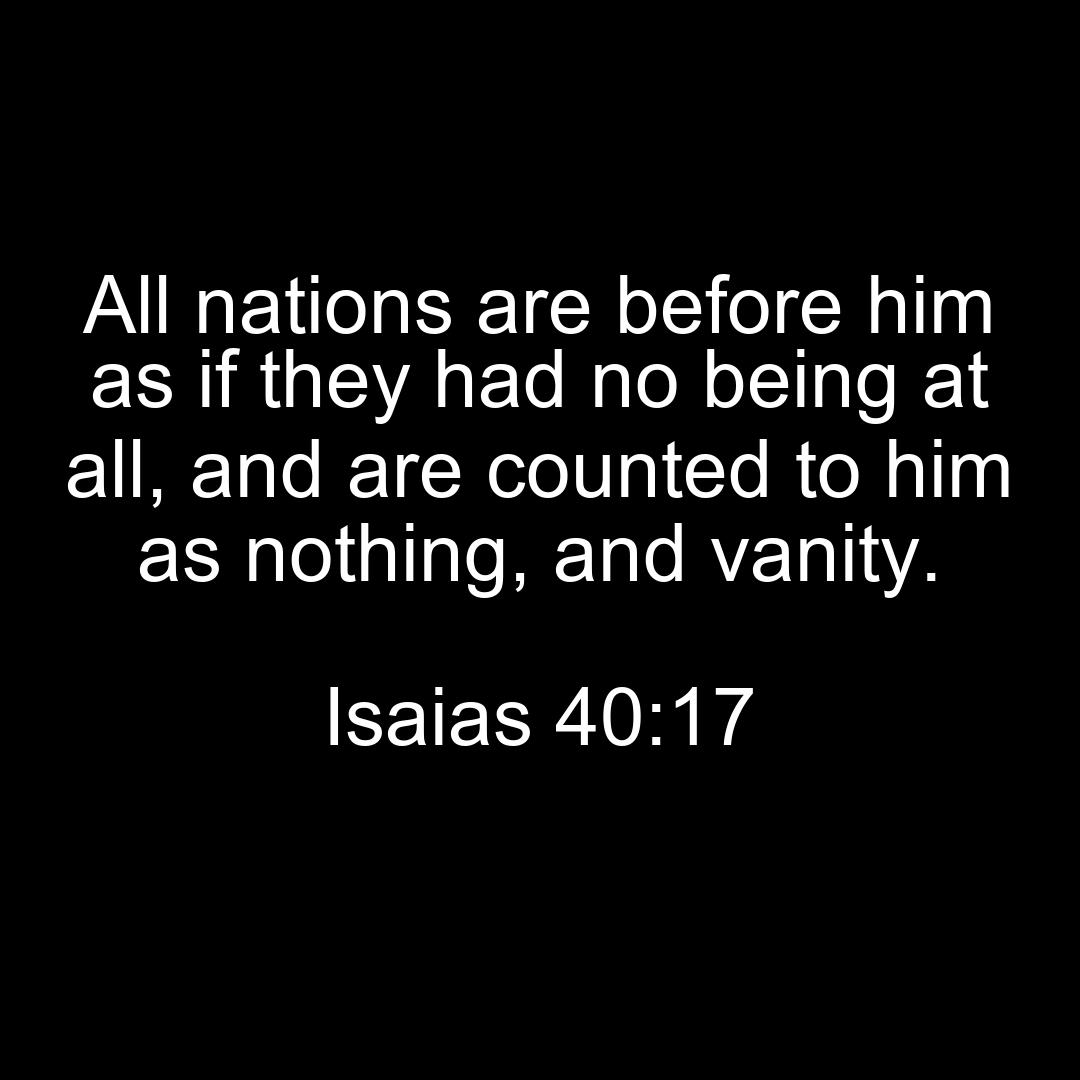 All nations are before him
as if they had no being at
all, and are counted to him
as nothing, and vanity.
Isaias 40:17